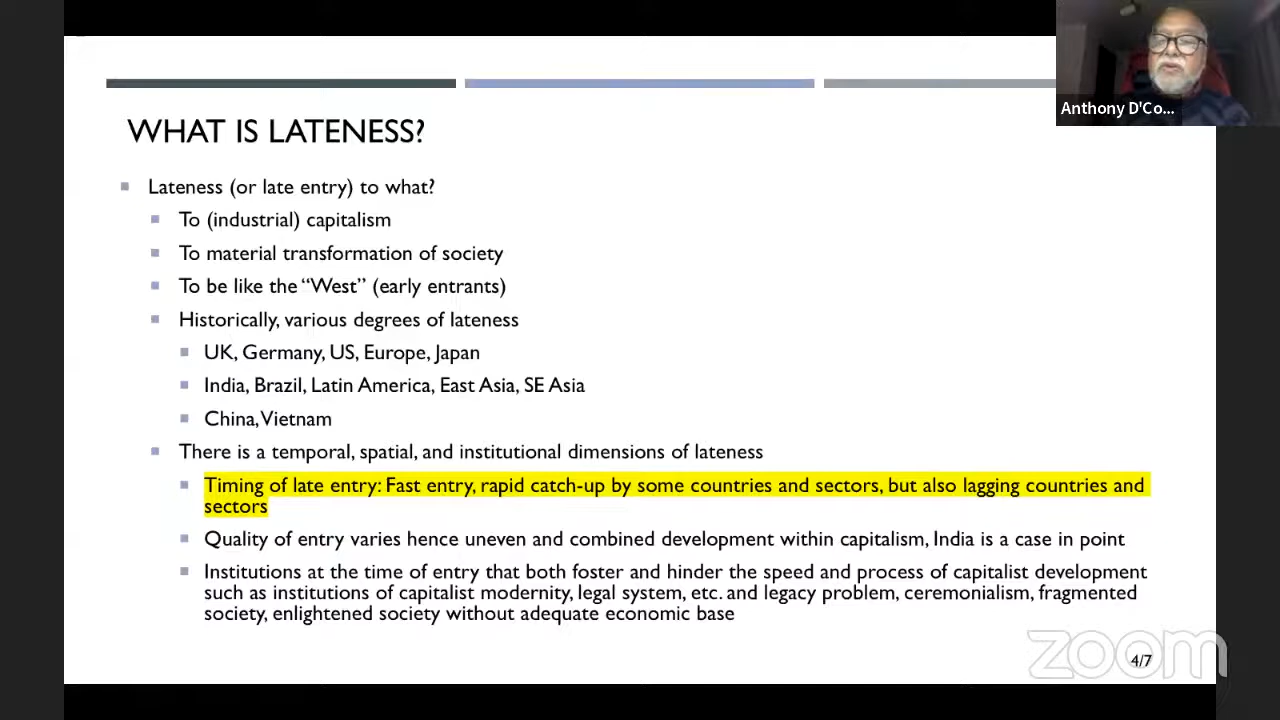 Anthony D'Co...
WHAT IS LATENESS?
Lateness (or late entry) to what?
To (industrial) capitalism
To material transformation of society
To be like the “West” (early entrants)
Historically, various degrees of lateness
UK, Germany, US, Europe, Japan
India, Brazil, Latin America, East Asia, SE Asia
China, Vietnam
There is a temporal, spatial, and institutional dimensions of lateness
Timing of late entry: Fast entry, rapid catch-up by some countries and sectors, but also lagging countries and
sectors
Quality of entry varies hence uneven and combined development within capitalism, India is a case in point
Institutions at the time of entry that both foster and hinder the speed and process of capitalist development
such as institutions of capitalist modernity, legal system, etc. and legacy problem, ceremonialism, fragmented
society, enlightened society without adequate economic base
zoom
4/7